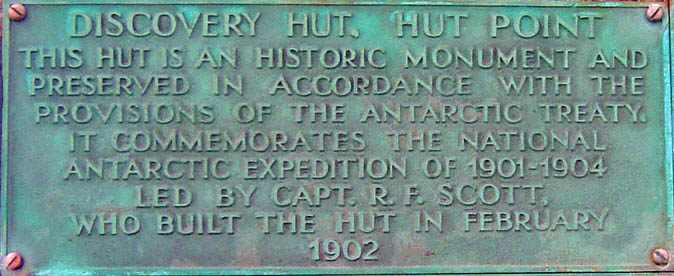 DISCOVERY HUT, HUT POINT
THIS HUT IS AN HISTORIC MONUMENT AND
PRESERVED IN ACCORDANCE WITH THE
PROVISIONS OF THE ANTARCTIC TREATY.
IT COMMEMORATES THE NATIONAL
ANTARCTIC EXPEDITION OF 1901-1904
LED BY CAPT. R. F. SCOTT,
WHO BUILT THE HUT IN FEBRUARY
1902